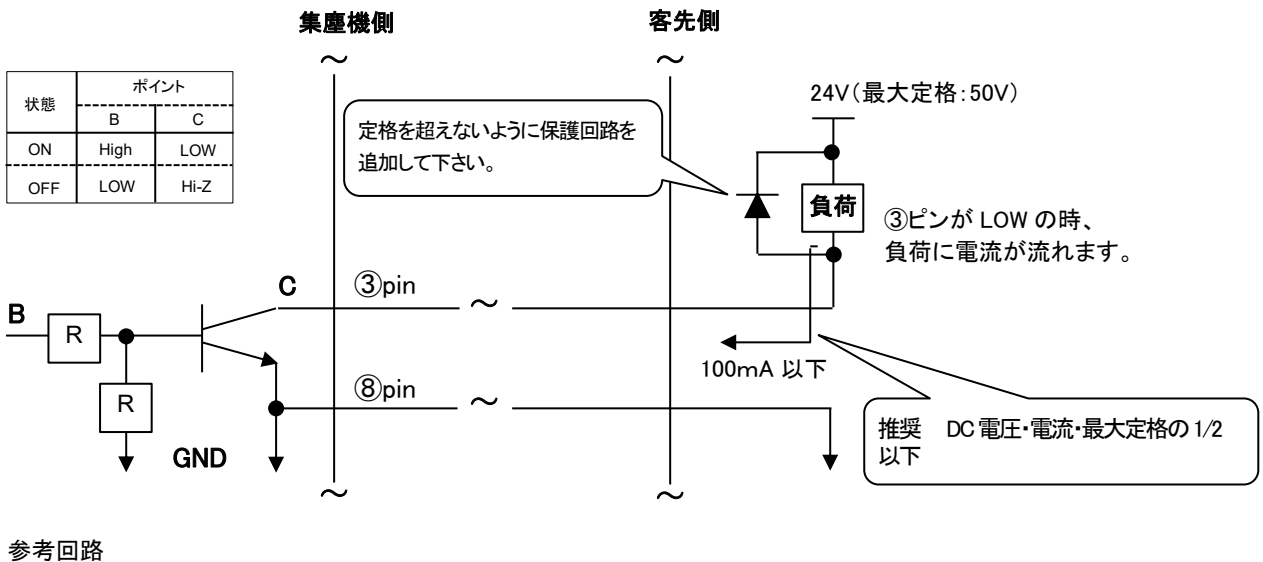 集塵機側
客先側
～
～
状態
ポイント
B
C
ON
High
LOW
OFF
LOW
Hi-Z
定格を超えないように保護回路を
追加して下さい。
24V（最大定格：50V）
負荷
③ピンが LOW の時、
負荷に電流が流れます。
B
R
R
C
③pin
～
100mA 以下
⑧pin
～
GND
推奨 DC電圧・電流・最大定格の1/2
以下
～
～
参考回路